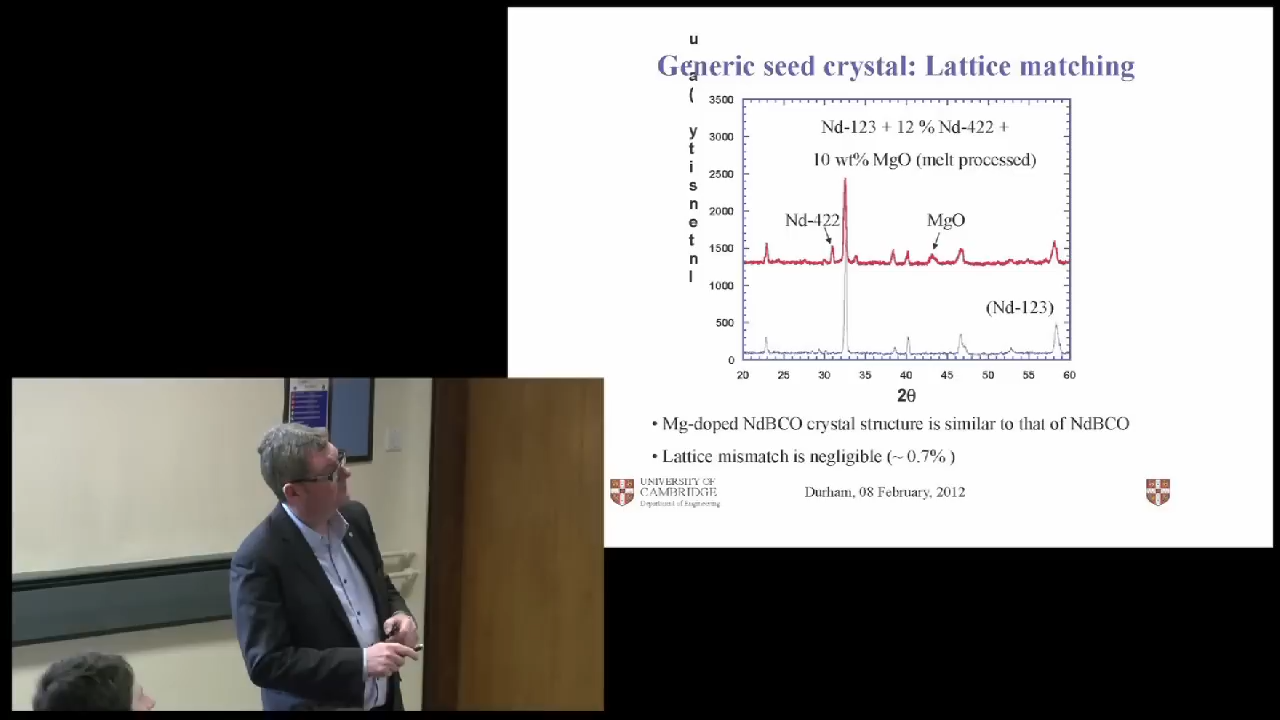 Generic seed crystal: Lattice matching
u
a
(
y
t
i
s
n
e
t
n
I
3500
3000
2500
2000
1500
1000
500
0
Nd-123 + 12 % Nd-422 +
10 wt% MgO (melt processed)
Nd-422
MgO
(Nd-123)
20 25 30 35 40 45 50 55 60
2θ
• Mg-doped NdBCO crystal structure is similar to that of NdBCO
• Lattice mismatch is negligible (~ 0.7% )
UNIVERSITY OF
CAMBRIDGE
Department of Engineering
Durham, 08 February, 2012